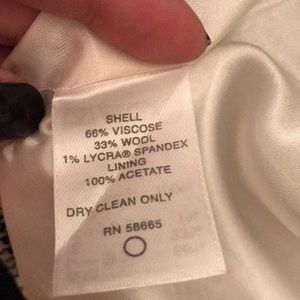 SHELL
66% VISCOSE
33% WOOL
1% LYCRA® SPANDEX
LINING
100% ACETATE
DRY CLEAN ONLY
RN 58665